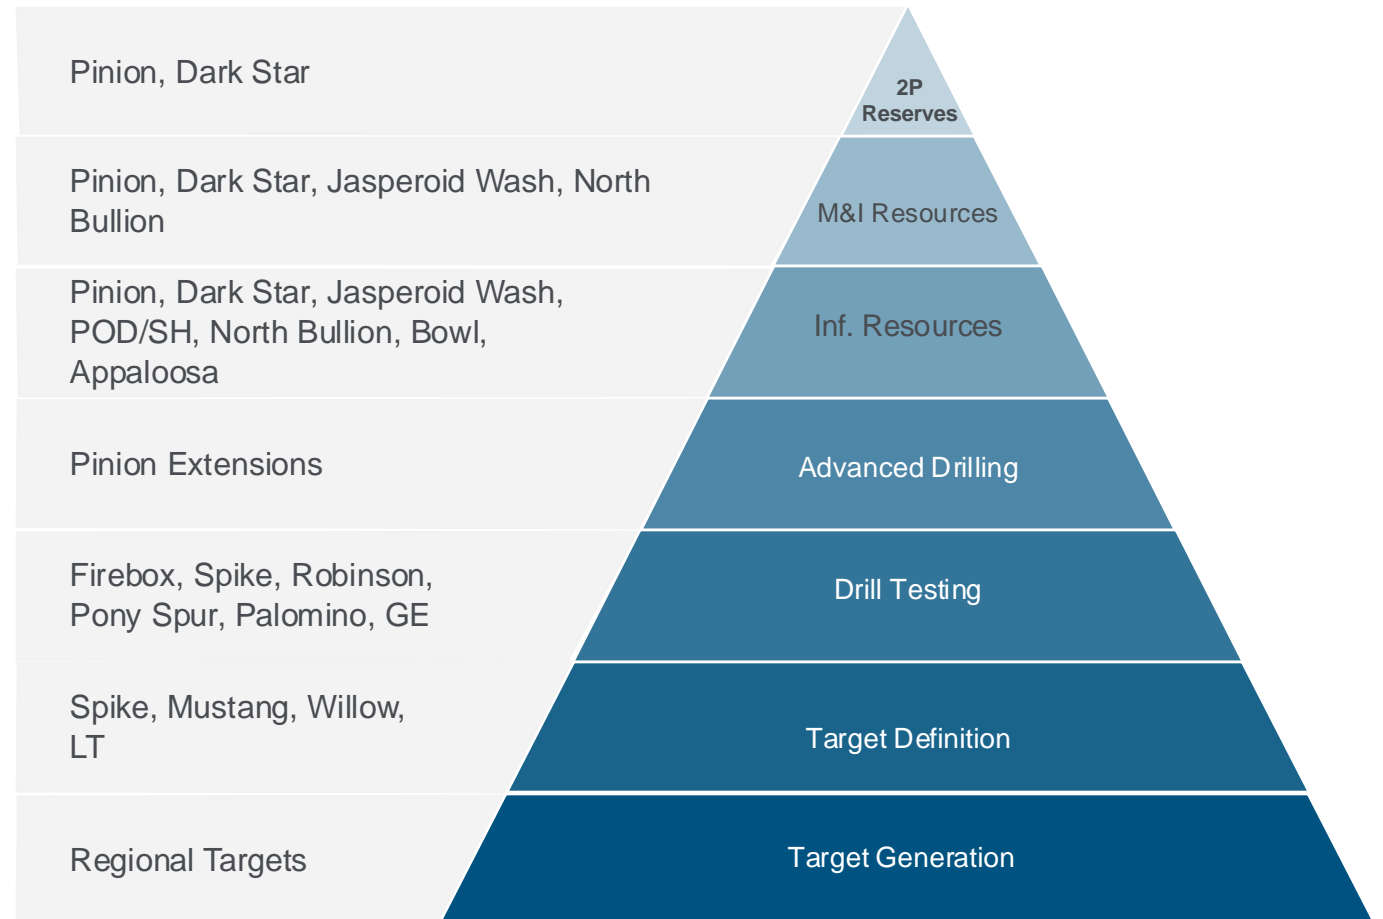 Pinion, Dark Star
2P
Reserves
Pinion, Dark Star, Jasperoid Wash, North
Bullion
M&I Resources
Pinion, Dark Star, Jasperoid Wash,
POD/SH, North Bullion, Bowl,
Appaloosa
Inf. Resources
Pinion Extensions
Advanced Drilling
Firebox, Spike, Robinson,
Pony Spur, Palomino, GE
Drill Testing
Spike, Mustang, Willow,
LT
Target Definition
Regional Targets
Target Generation